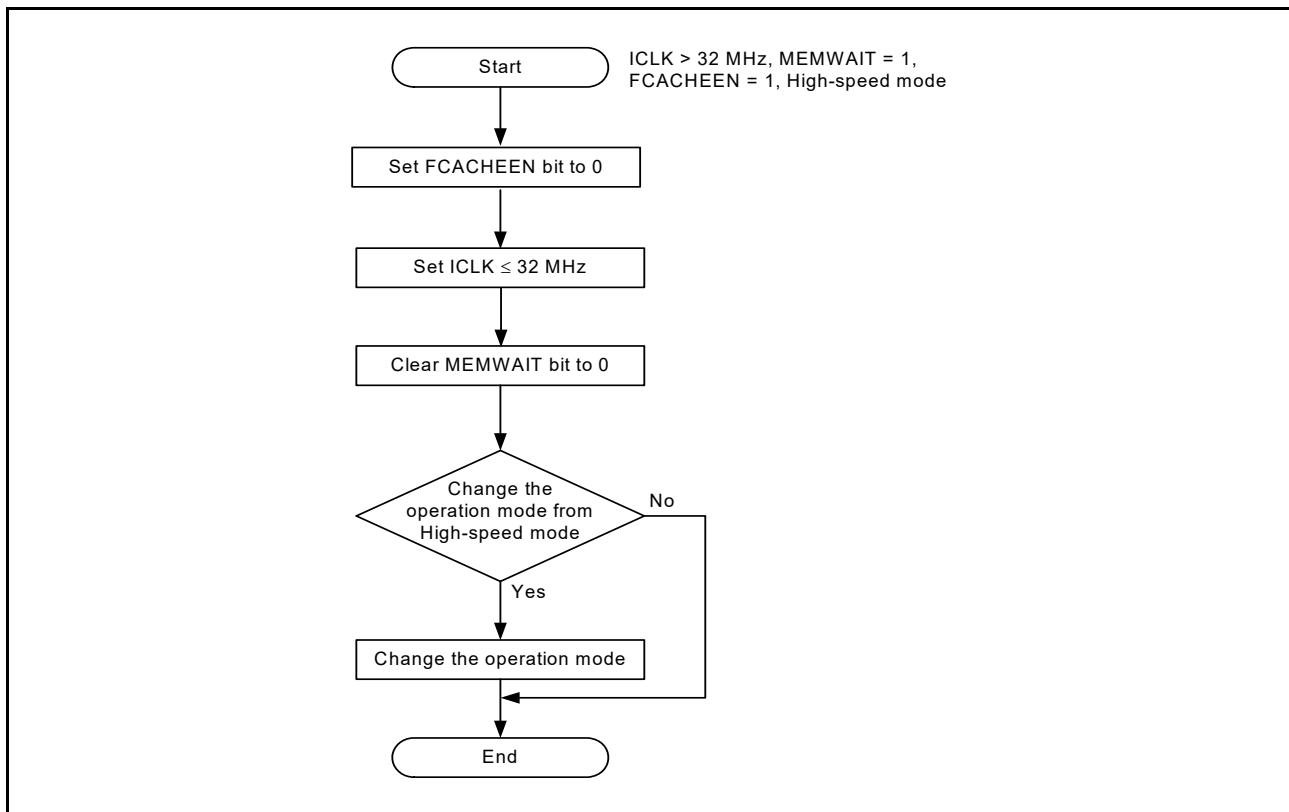 Start
ICLK > 32 MHz, MEMWAIT = 1,
FCACHEEN = 1, High-speed mode
Set FCACHEEN bit to 0
Set ICLK ≤ 32 MHz
Clear MEMWAIT bit to 0
Change the
operation mode from
High-speed mode
No
Yes
Change the operation mode
End